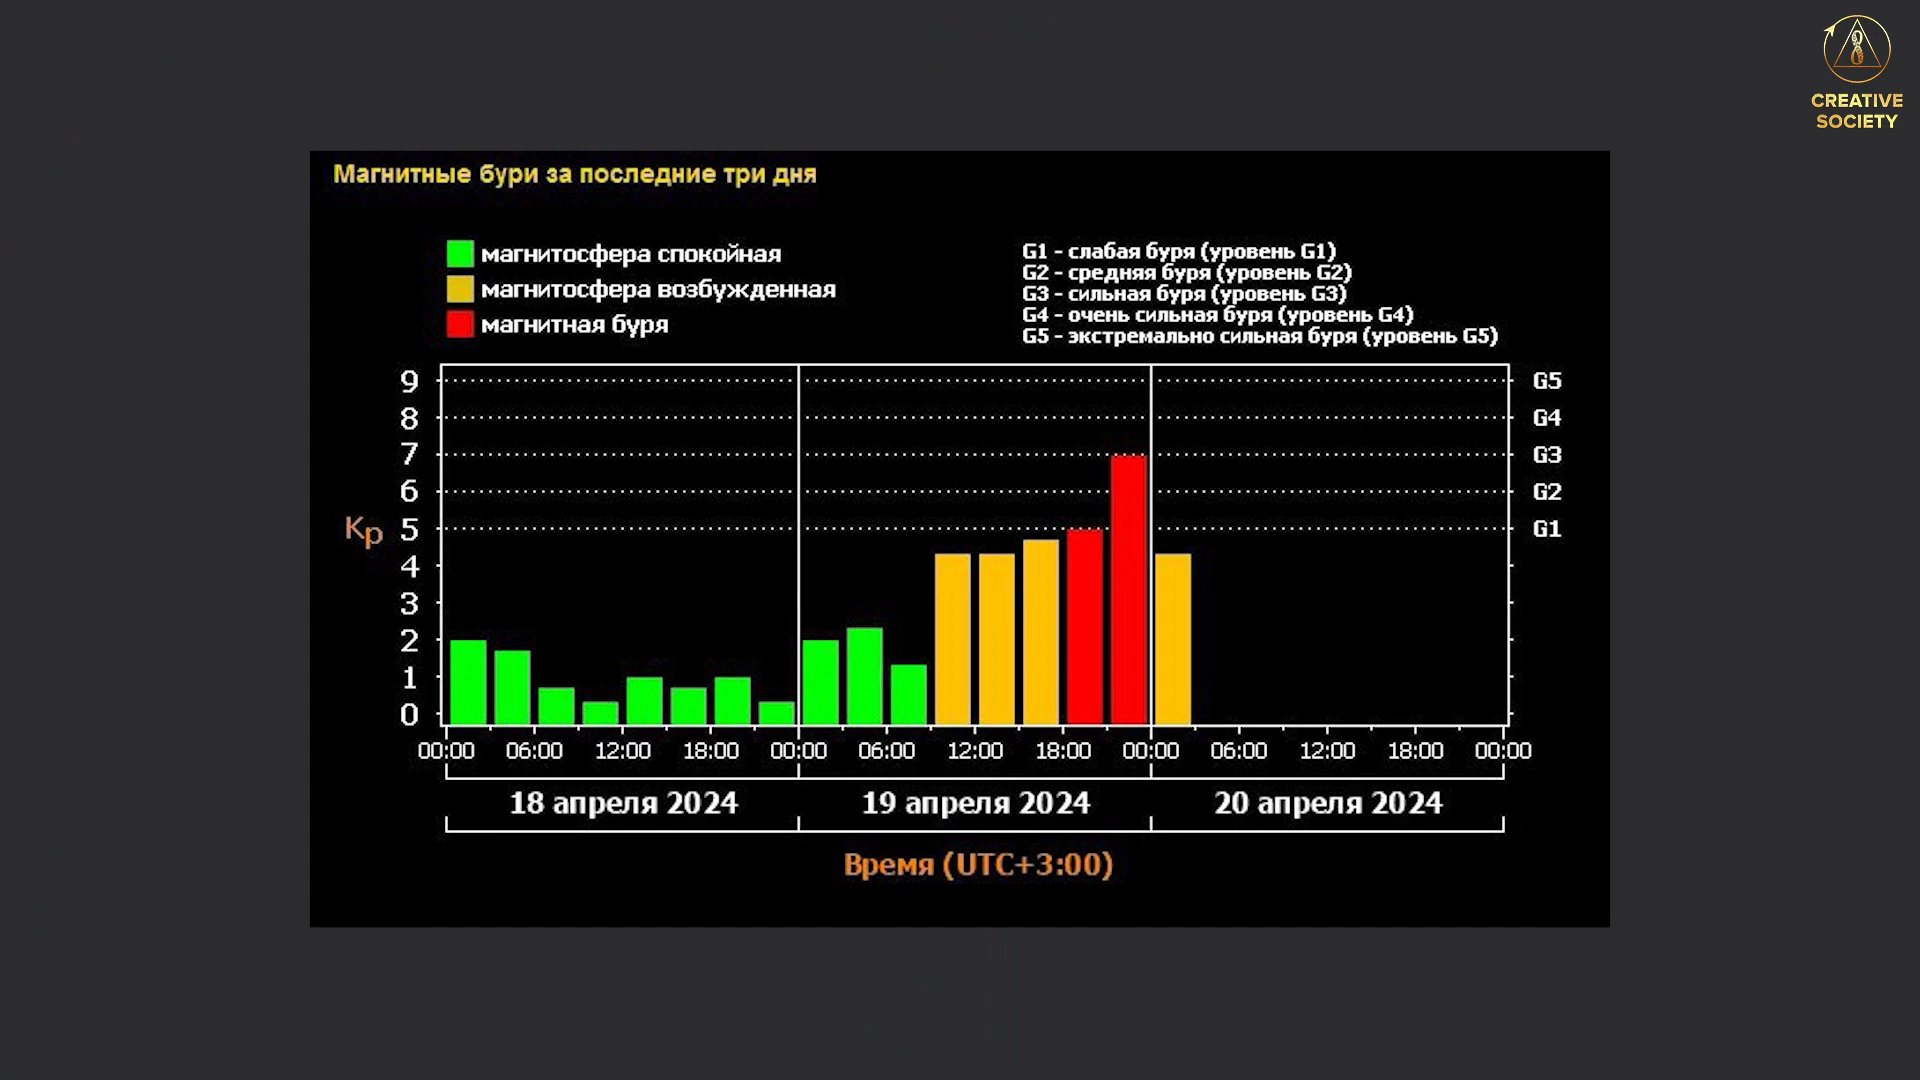 CREATIVE
SOCIETY
Магнитные бури за последние три дня
магнитосфера спокойная
магнитосфера возбужденная
магнитная буря
G1 - слабая буря (уровень G1)
G2 - средняя буря (уровень G2)
G3 - сильная буря (уровень G3)
G4 - очень сильная буря (уровень G4)
G5 - экстремально сильная буря (уровень G5)
9 G5
8 G4
7 G3
6 G2
Kp 5 G1
4
3
2
1
0
00:00 06:00 12:00 18:00 00:00 06:00 12:00 18:00 00:00 06:00 12:00 18:00 00:00
18 апреля 2024 19 апреля 2024 20 апреля 2024
Время (UTC+3:00)